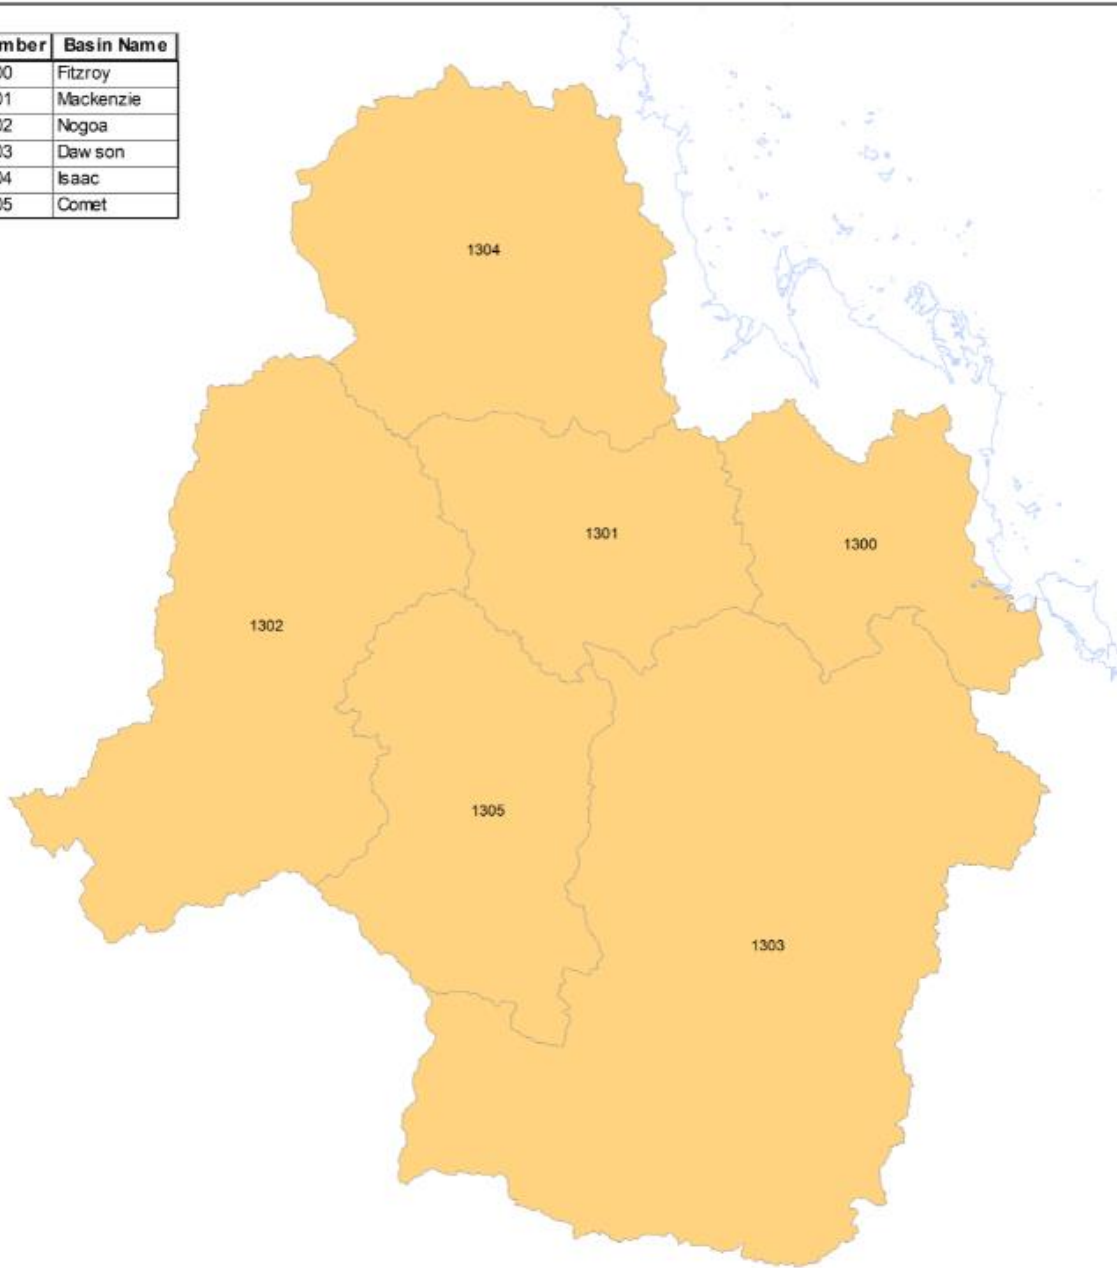 mber Basin Name
00 Fitzroy
01 Mackenzie
02 Nogoa
03 Daw son
04 Isaac
05 Comet
1304
1301
1300
1302
1305
1303